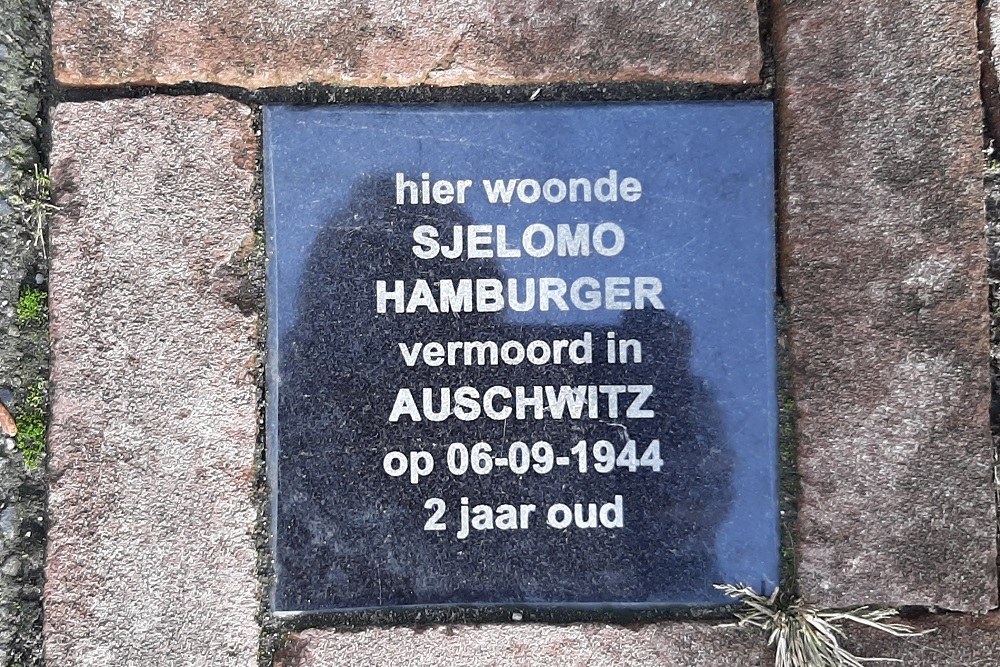 hier woonde
SJELOMO
HAMBURGER
vermoord in
AUSCHWITZ
op 06-09-1944
2 jaar oud